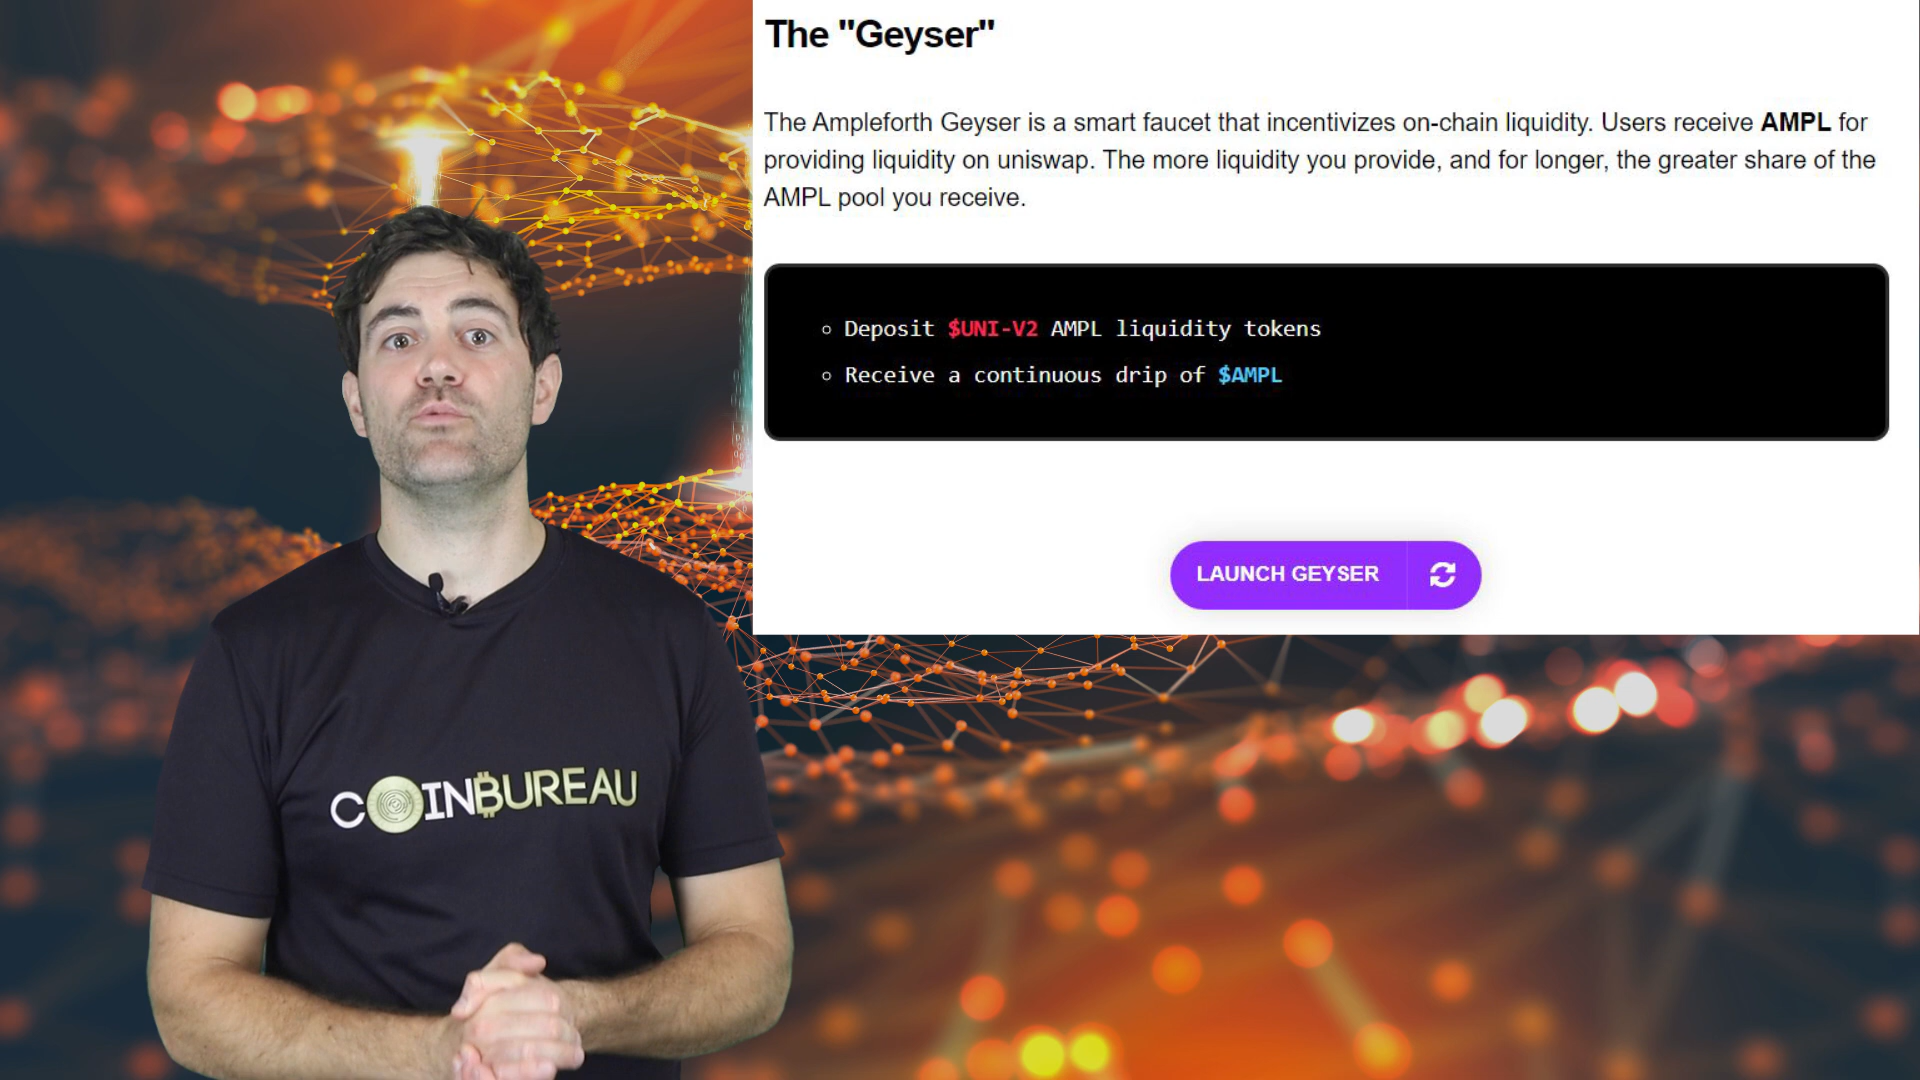 The "Geyser"
The Ampleforth Geyser is a smart faucet that incentivizes on-chain liquidity. Users receive AMPL for
providing liquidity on uniswap. The more liquidity you provide, and for longer, the greater share of the
AMPL pool you receive.
Deposit $UNI-V2 AMPL liquidity tokens
Receive a continuous drip of $AMPL
LAUNCH GEYSER
COINBUREAU